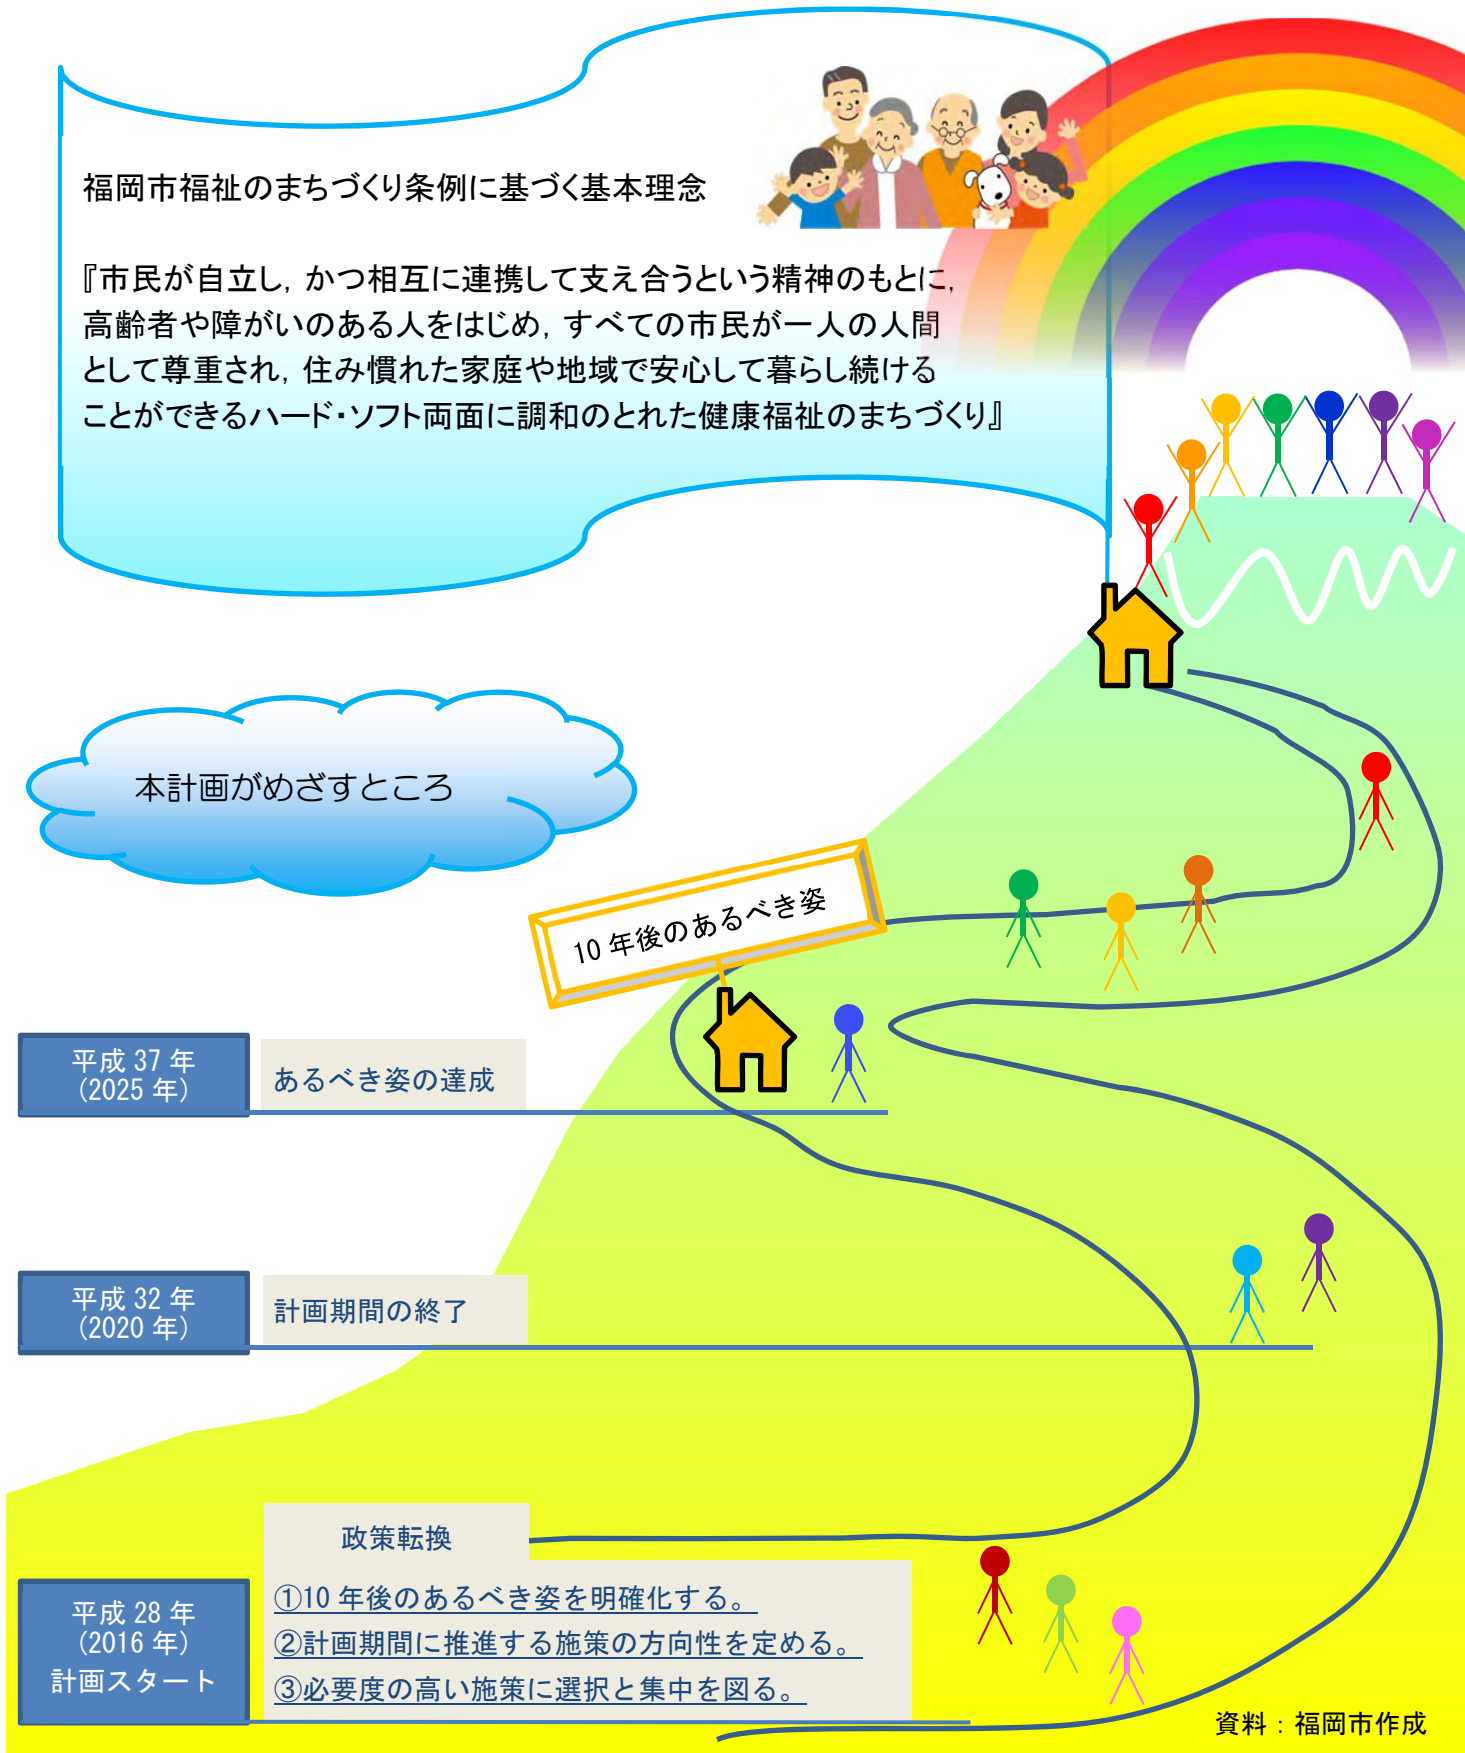 福岡市福祉のまちづくり条例に基づく基本理念
『市民が自立し，かつ相互に連携して支え合うという精神のもとに，
高齢者や障がいのある人をはじめ，すべての市民が一人の人間
として尊重され，住み慣れた家庭や地域で安心して暮らし続ける
ことができるハード・ソフト両面に調和のとれた健康福祉のまちづくり』
本計画がめざすところ
10 年後のあるべき姿
平成 37 年
（2025 年）
あるべき姿の達成
平成 32 年
（2020 年）
計画期間の終了
政策転換
平成 28 年
（2016 年）
計画スタート
①10 年後のあるべき姿を明確化する。
②計画期間に推進する施策の方向性を定める。
③必要度の高い施策に選択と集中を図る。
資料：福岡市作成